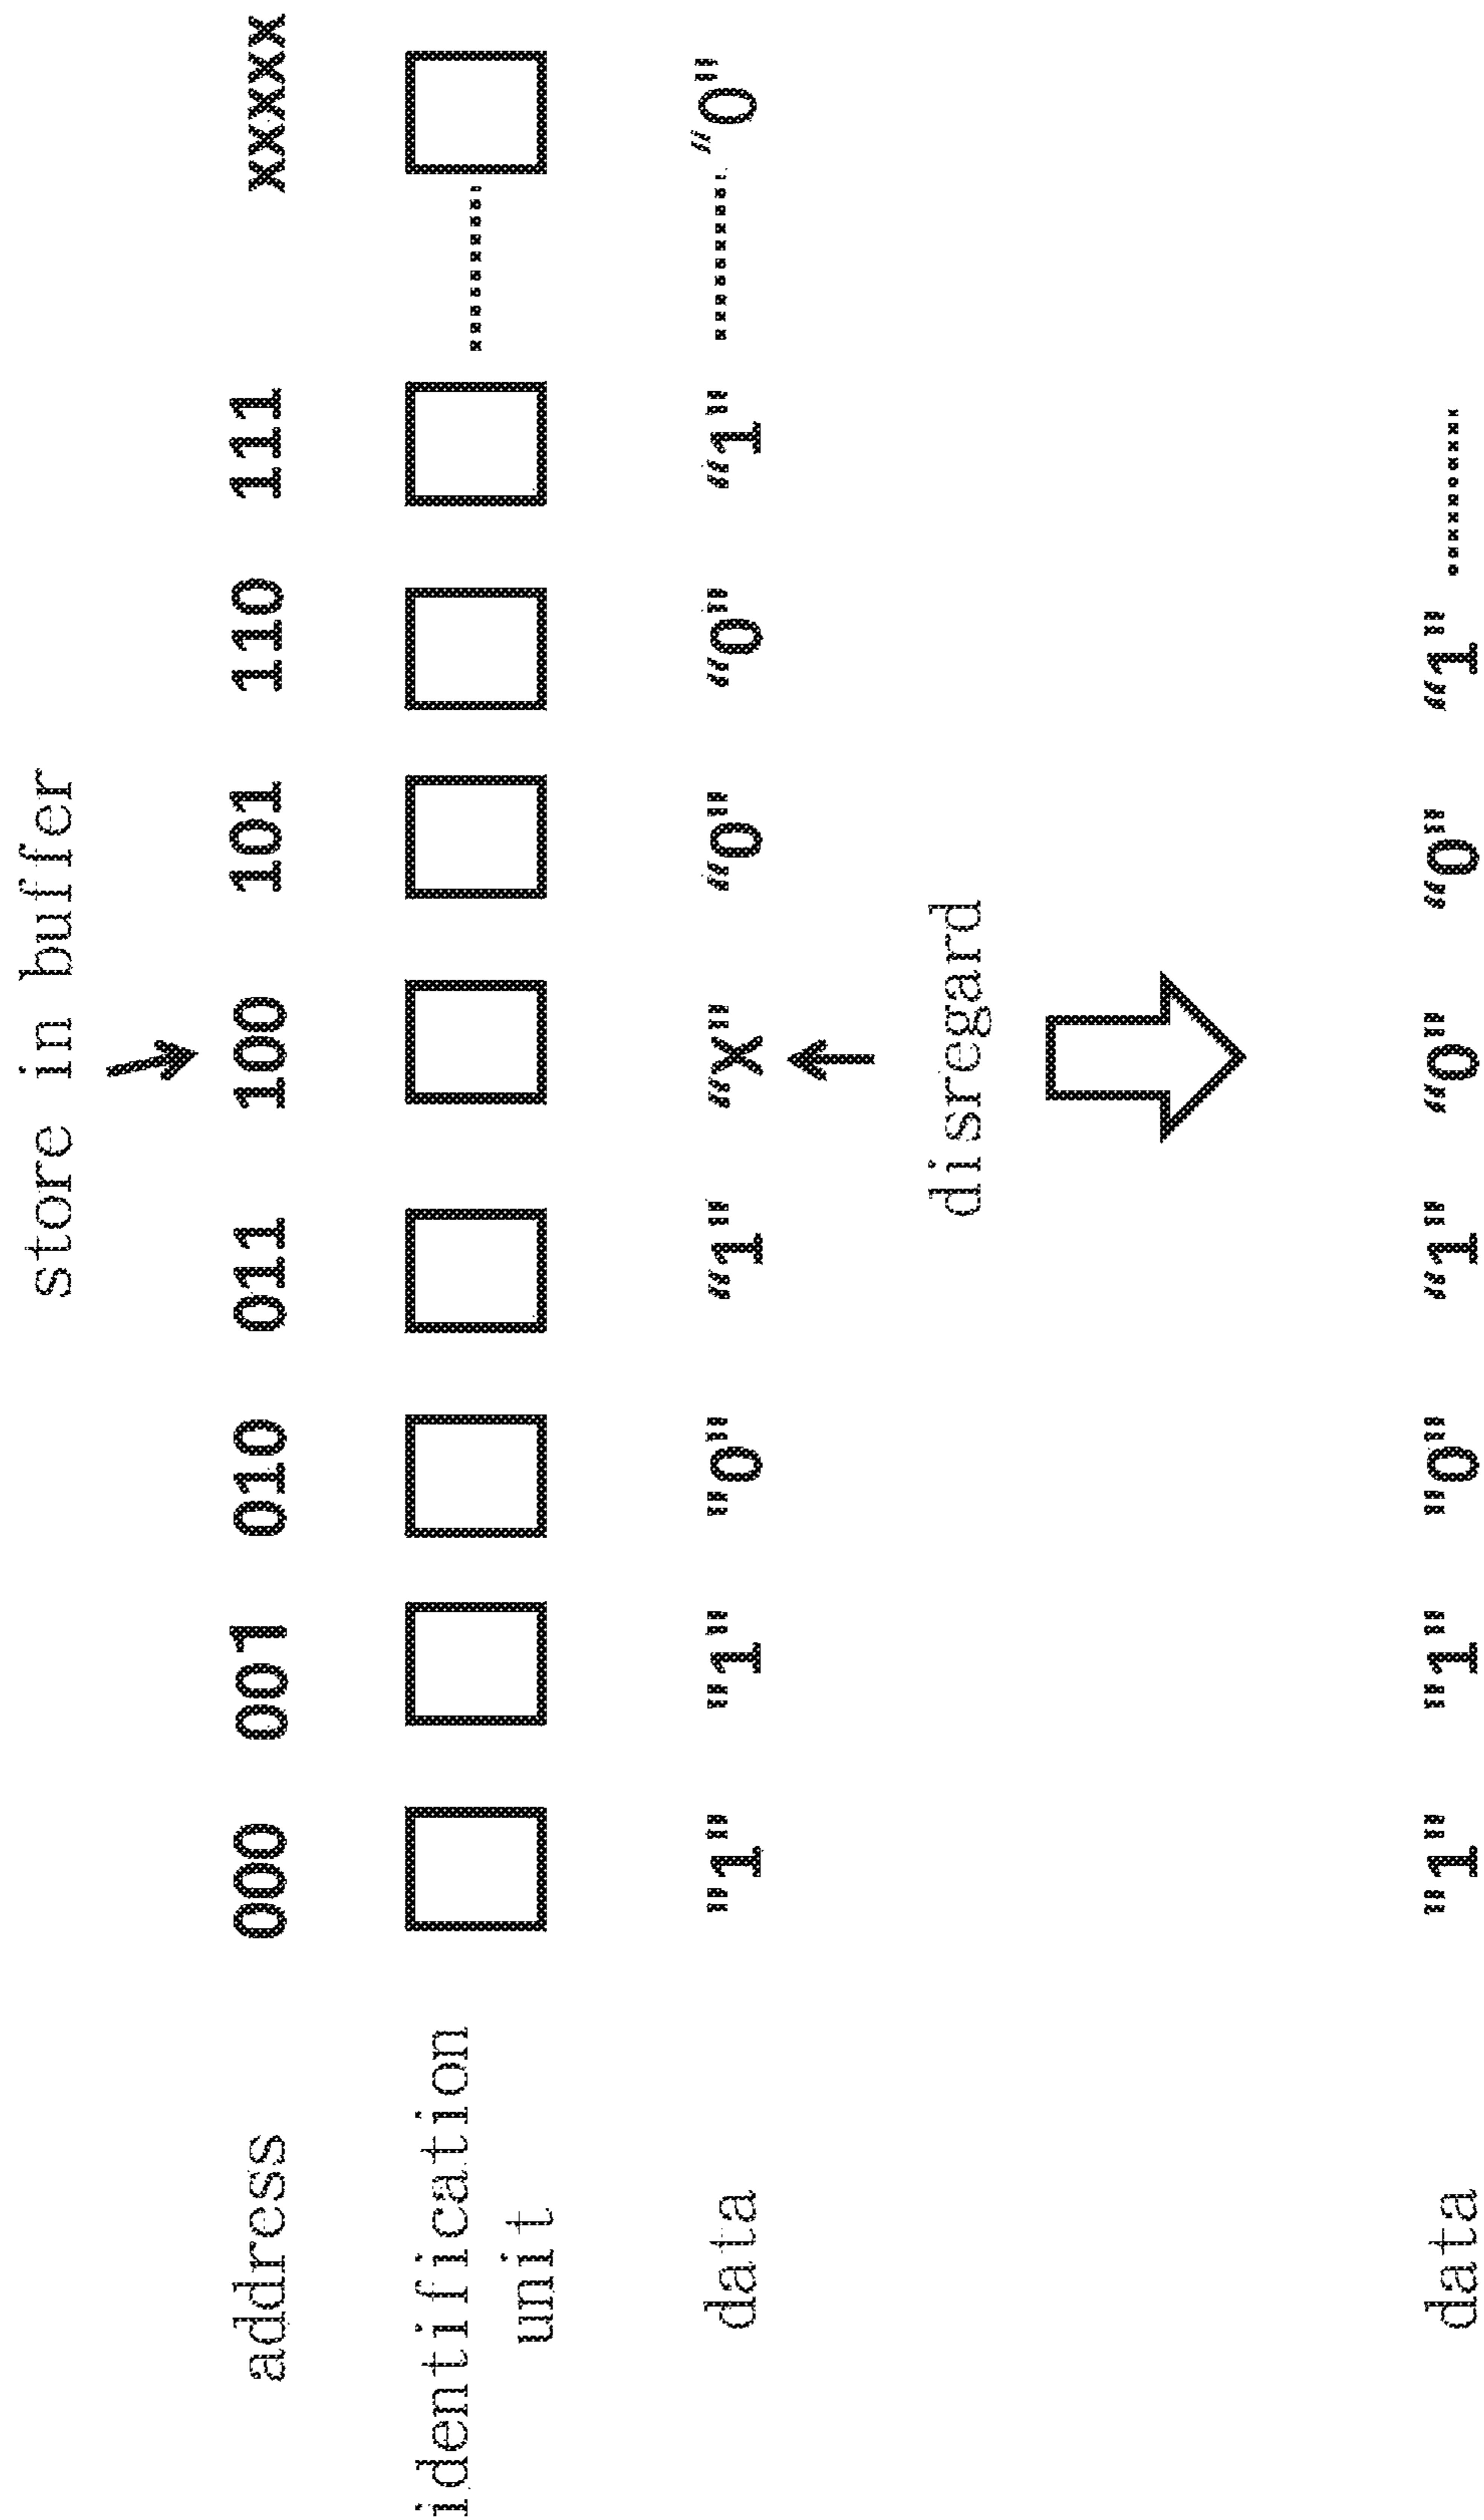 store in buffer
address 000 001 010 011 100 101 110 111 xxxxx
identification
unit
data "1" "1" "0" “1" “X" “0" “0" “1" “0"
disregard
data "1" "1" "0" “1" “0" “0" “1"